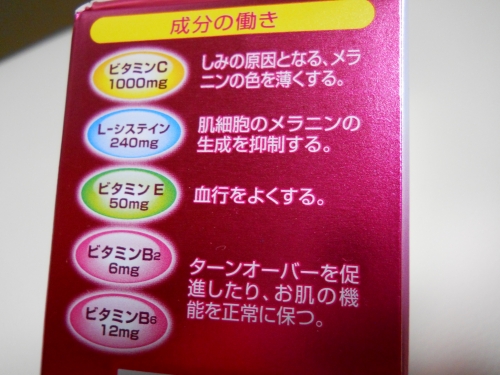 成分の働き
ビタミンC
1000mg
しみの原因となる、メラ
ニンの色を薄くする。
L-システイン
240mg
肌細胞のメラニンの
生成を抑制する。
ビタミンE
50mg
血行をよくする。
ビタミンB2
6mg
ビタミンB6
12mg
ターンオーバーを促
進したり、お肌の機
能を正常に保つ。